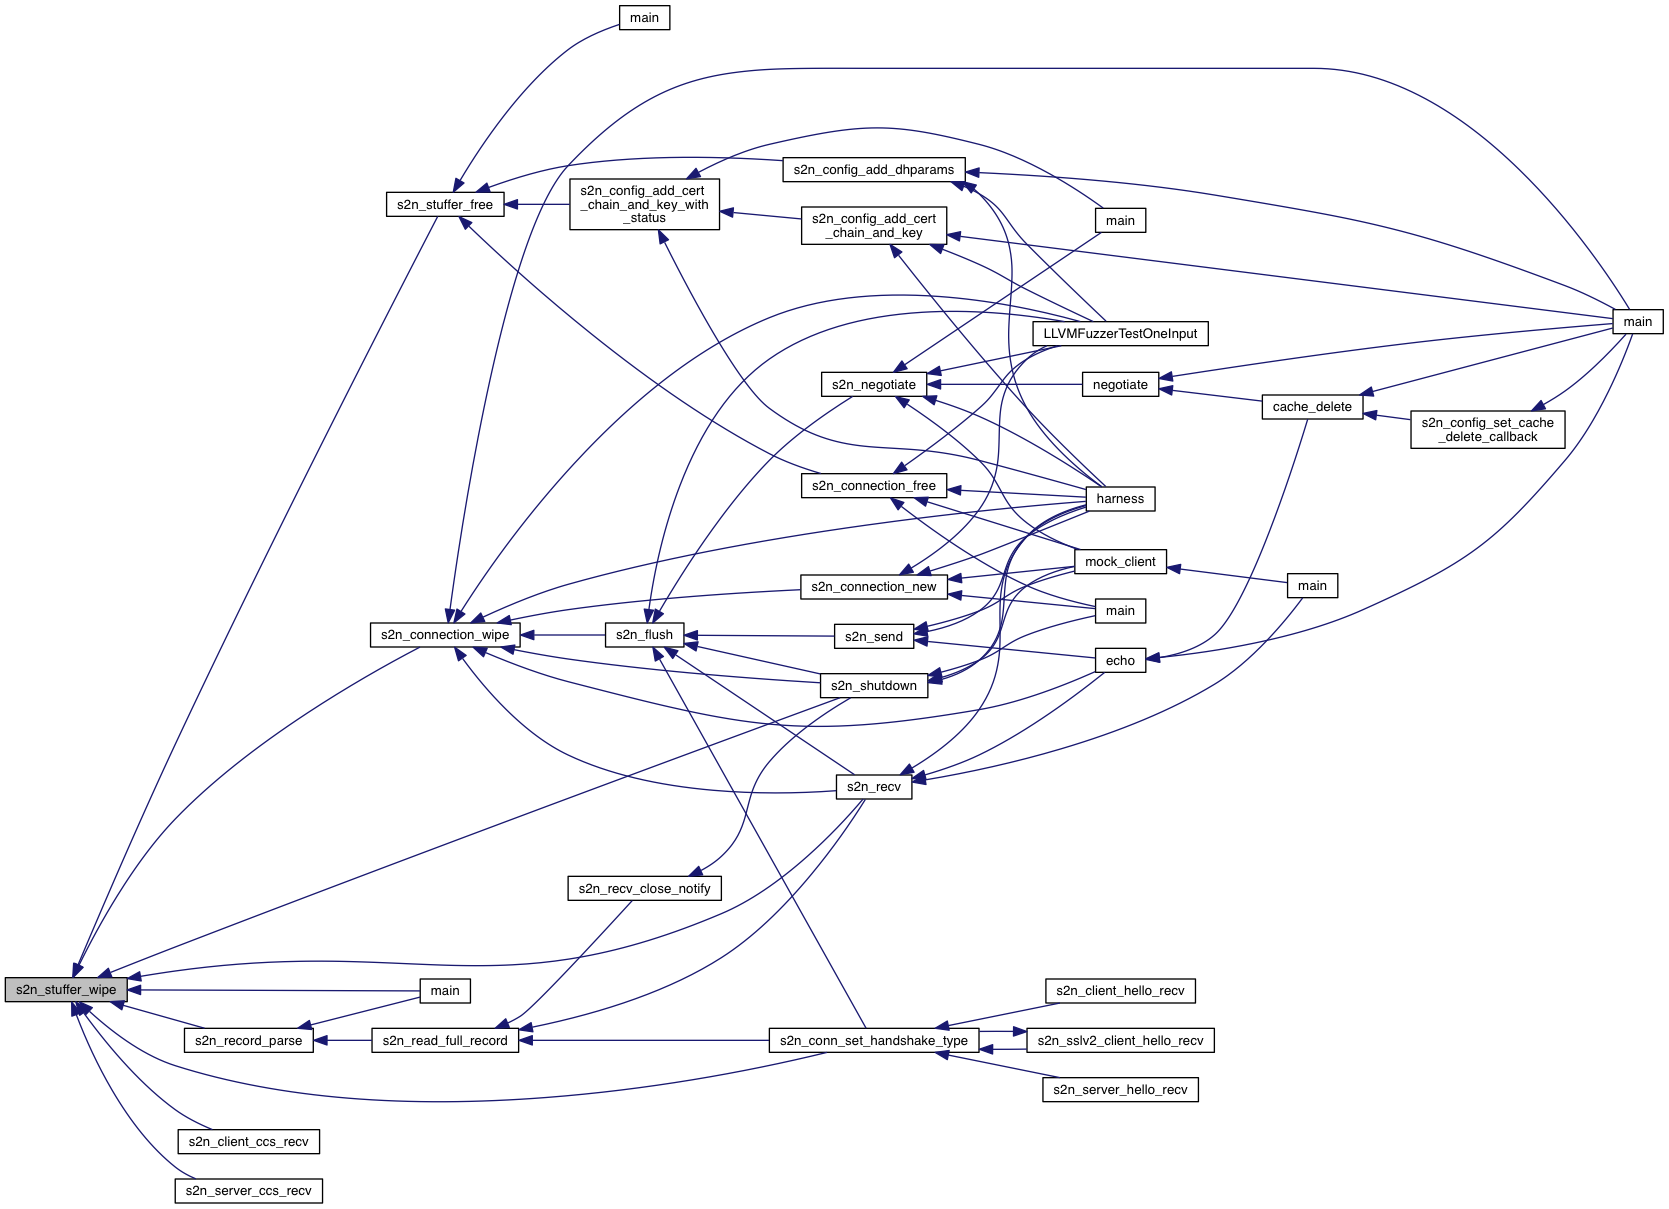 main
s2n_config_add_dhparams
s2n_stuffer_free
s2n_config_add_cert
_chain_and_key_with
_status
s2n_config_add_cert
_chain_and_key
main
main
LLVMFuzzerTestOneInput
s2n_negotiate
negotiate
cache_delete
s2n_config_set_cache
_delete_callback
s2n_connection_free
harness
mock_client
s2n_connection_new
main
main
s2n_connection_wipe
s2n_flush
s2n_send
echo
s2n_shutdown
s2n_recv
s2n_recv_close_notify
s2n_stuffer_wipe
main
s2n_client_hello_recv
s2n_record_parse
s2n_read_full_record
s2n_conn_set_handshake_type
s2n_sslv2_client_hello_recv
s2n_server_hello_recv
s2n_client_ccs_recv
s2n_server_ccs_recv